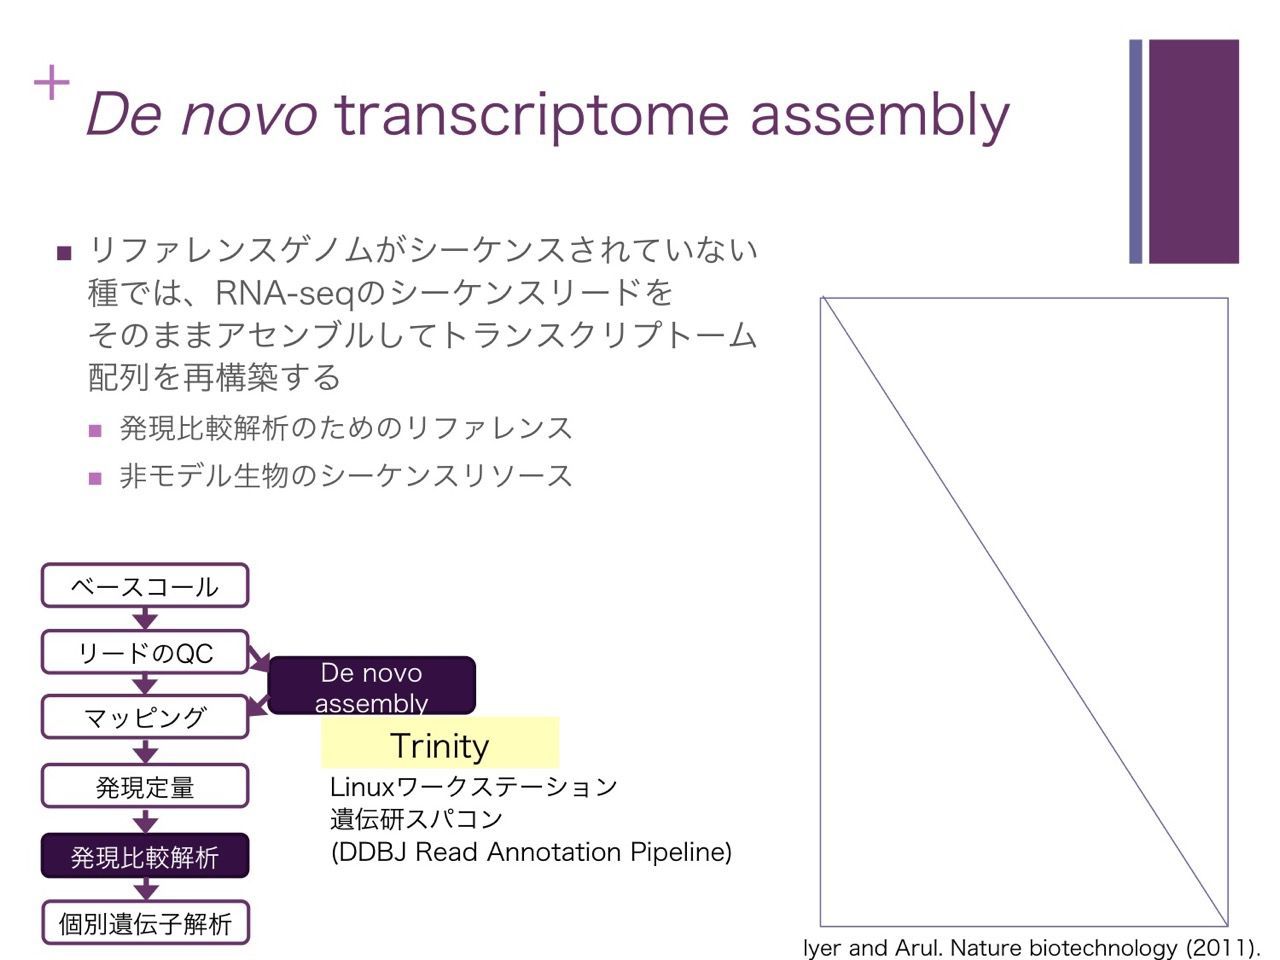 De novo transcriptome assembly
リファレンスゲノムがシーケンスされていない
種では、RNA-seqのシーケンスリードを
そのままアセンブルしてトランスクリプトーム
配列を再構築する
発現比較解析のためのリファレンス
非モデル生物のシーケンスリソース
ベースコール
リードのQC
De novo
assembly
マッピング
Trinity
発現定量
Linuxワークステーション
遺伝研スパコン
(DDBJ Read Annotation Pipeline)
発現比較解析
個別遺伝子解析
Iyer and Arul. Nature biotechnology (2011).